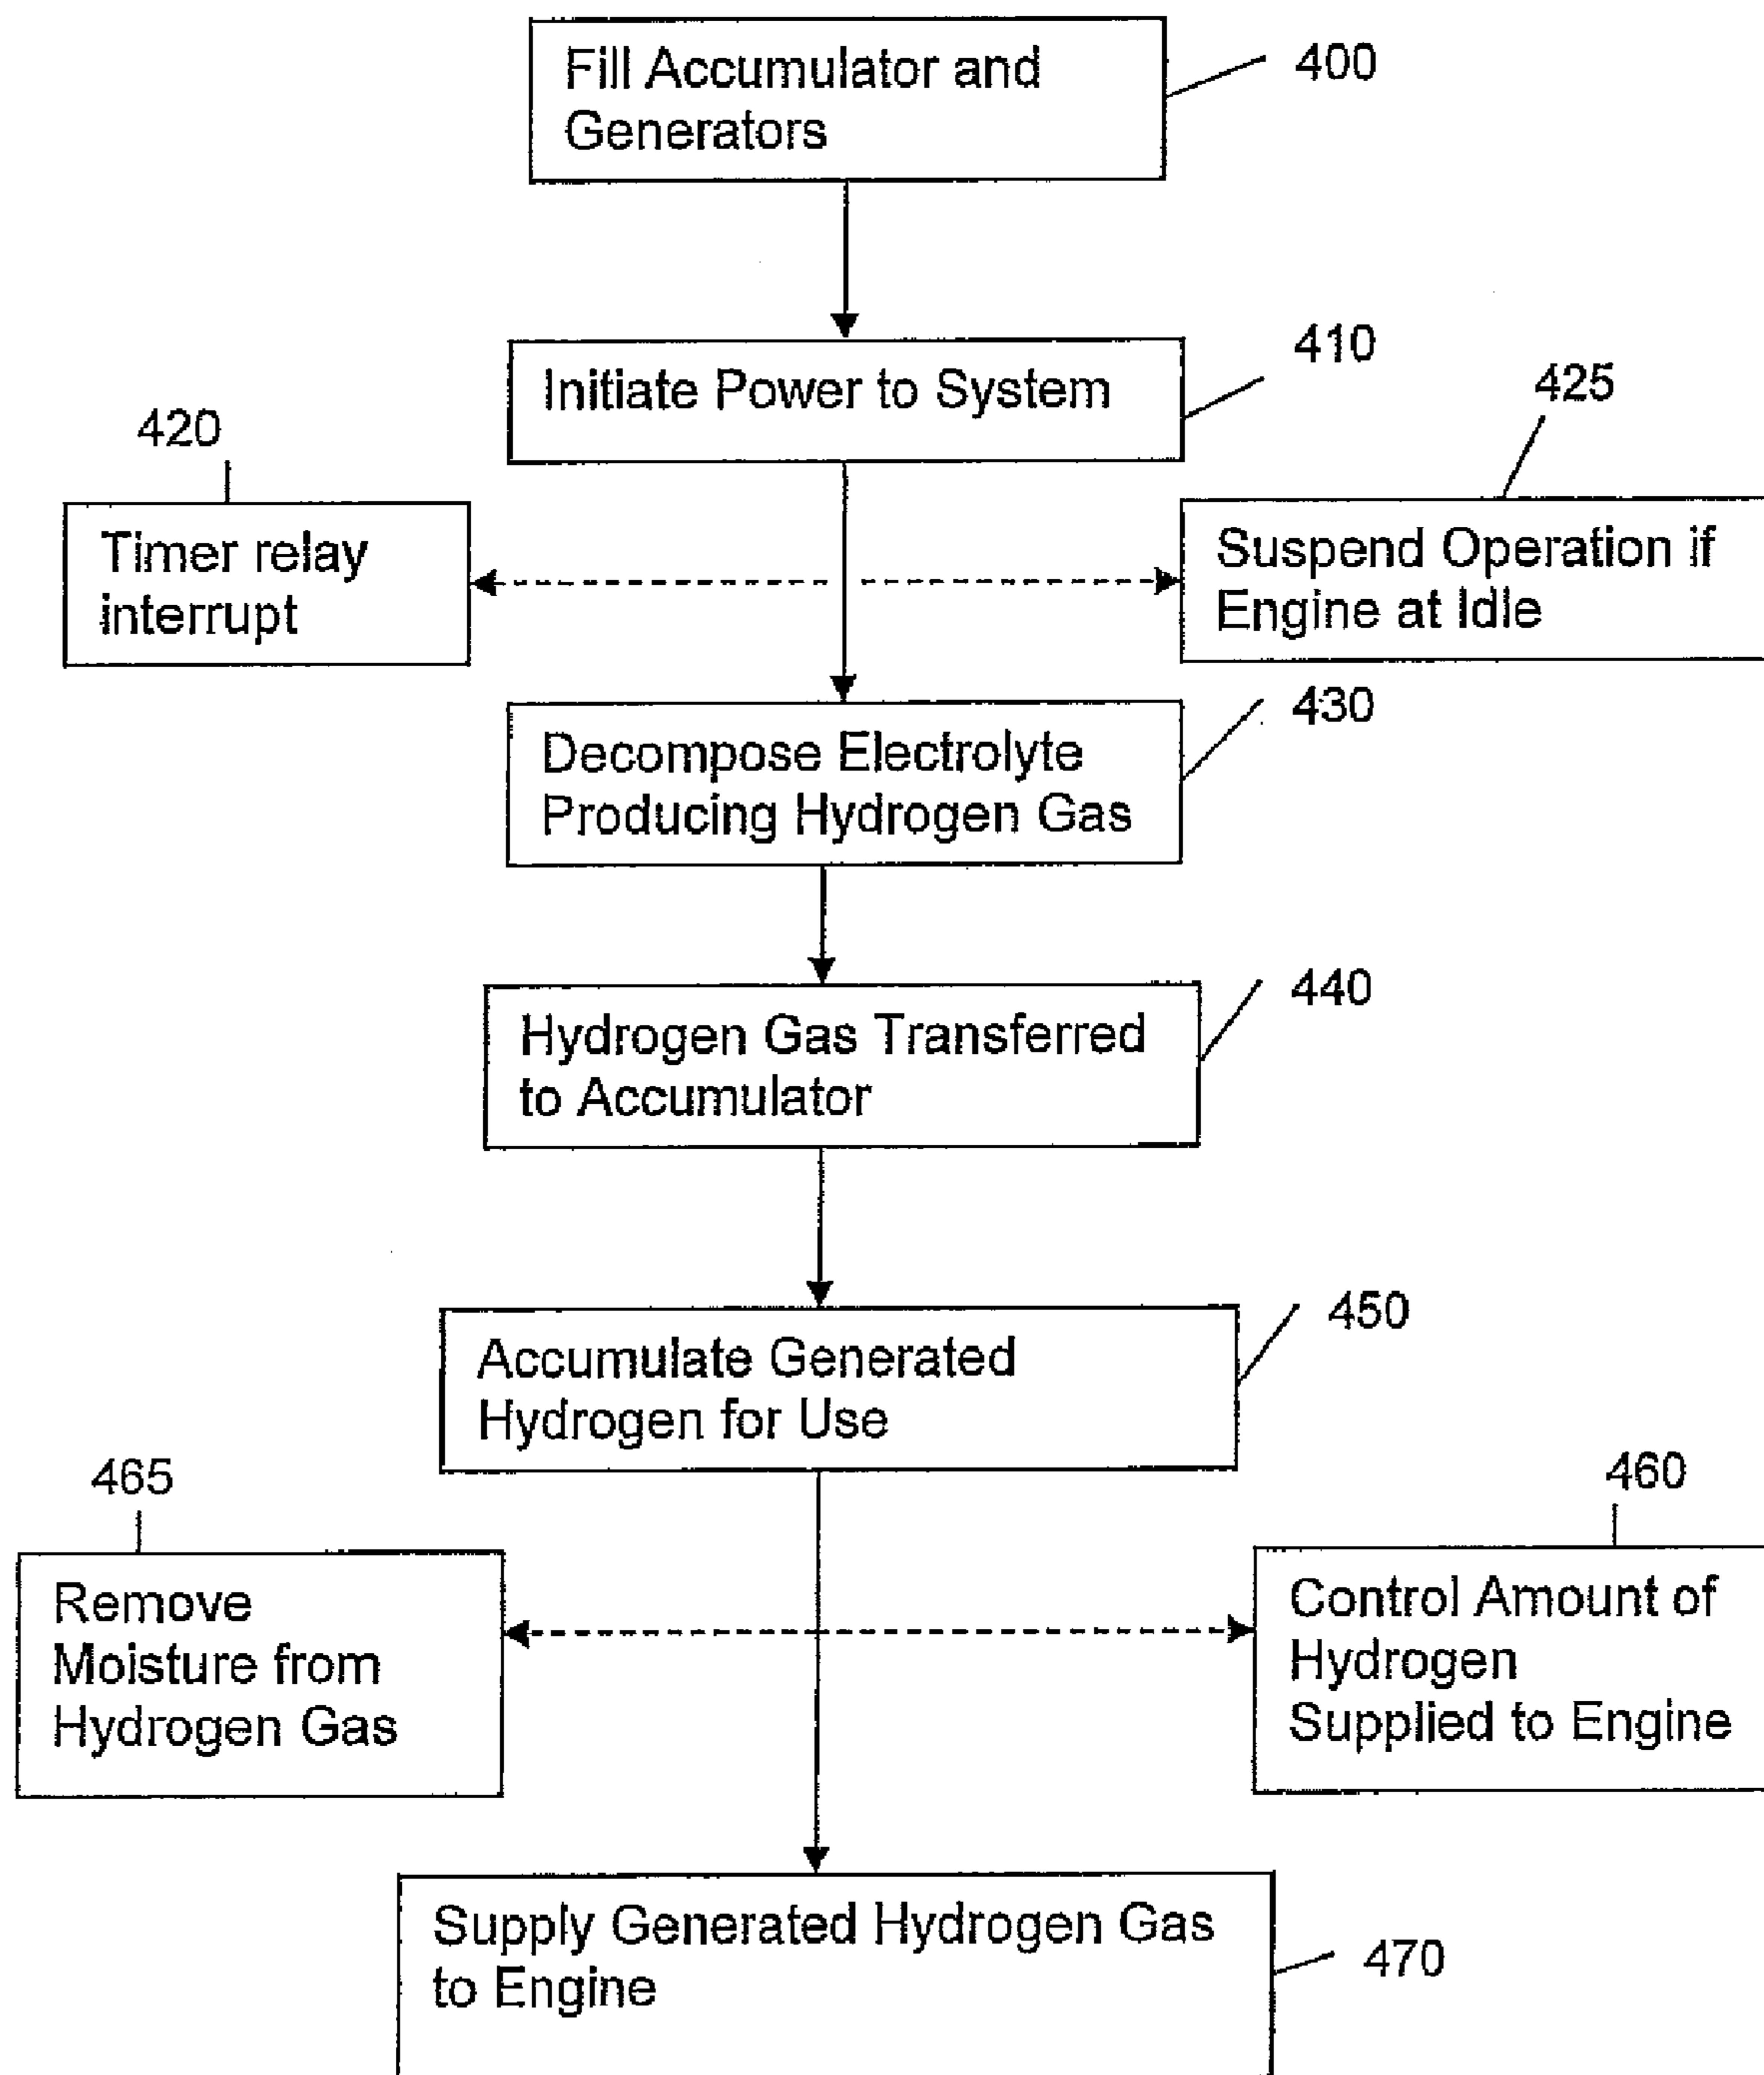 Fill Accumulator and
Generators
400
Initiate Power to System
410
420
Timer relay
interrupt
425
Suspend Operation if
Engine at Idle
Decompose Electrolyte
Producing Hydrogen Gas
430
Hydrogen Gas Transferred
to Accumulator
440
Accumulate Generated
Hydrogen for Use
450
465
Remove
Moisture from
Hydrogen Gas
460
Control Amount of
Hydrogen
Supplied to Engine
Supply Generated Hydrogen Gas
to Engine
470